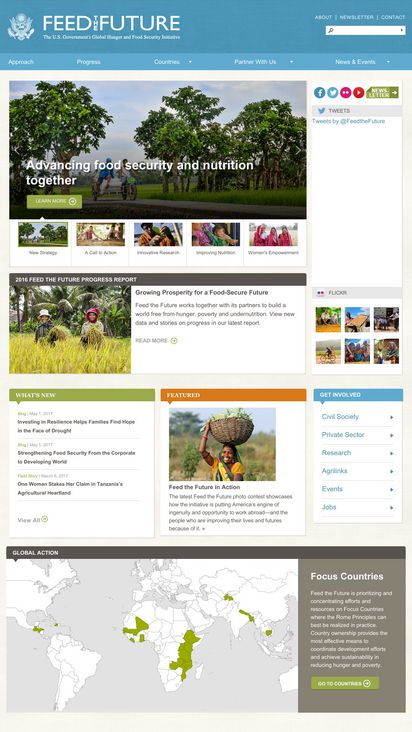 FEED THE FUTURE
The U.S. Government's Global Hunger and Food Security Initiative
ABOUT | NEWSLETTER | CONTACT
Approach Progress Countries Partner With Us News & Events
Advancing food security and nutrition
together
LEARN MORE
New Strategy A Call to Action Innovative Research Improving Nutrition Women's Empowerment
NEWS-
LETTER
TWEETS
Tweets by @FeedtheFuture
2016 FEED THE FUTURE PROGRESS REPORT
Growing Prosperity for a Food-Secure Future
Feed the Future works together with its partners to build a
world free from hunger, poverty and undernutrition. View new
data and stories on progress in our latest report.
READ MORE
FLICKR
WHAT'S NEW
Blog | May 1, 2017
Investing in Resilience Helps Families Find Hope
in the Face of Drought
Blog | May 1, 2017
Strengthening Food Security From the Corporate
to Developing World
Field Story | March 8, 2017
One Woman Stakes Her Claim in Tanzania's
Agricultural Heartland
View All
FEATURED
Feed the Future In Action
The latest Feed the Future photo contest showcases
how the initiative is putting America's engine of
ingenuity and opportunity to work abroad—and the
people who are improving their lives and futures
because of it. »
GET INVOLVED
Civil Society
Private Sector
Research
Agrilinks
Events
Jobs
GLOBAL ACTION
Focus Countries
Feed the Future is prioritizing and
concentrating efforts and
resources on Focus Countries
where the Rome Principles can
best be realized in practice.
Country ownership provides the
most effective means to
coordinate development efforts
and achieve sustainability in
reducing hunger and poverty.
GO TO COUNTRIES